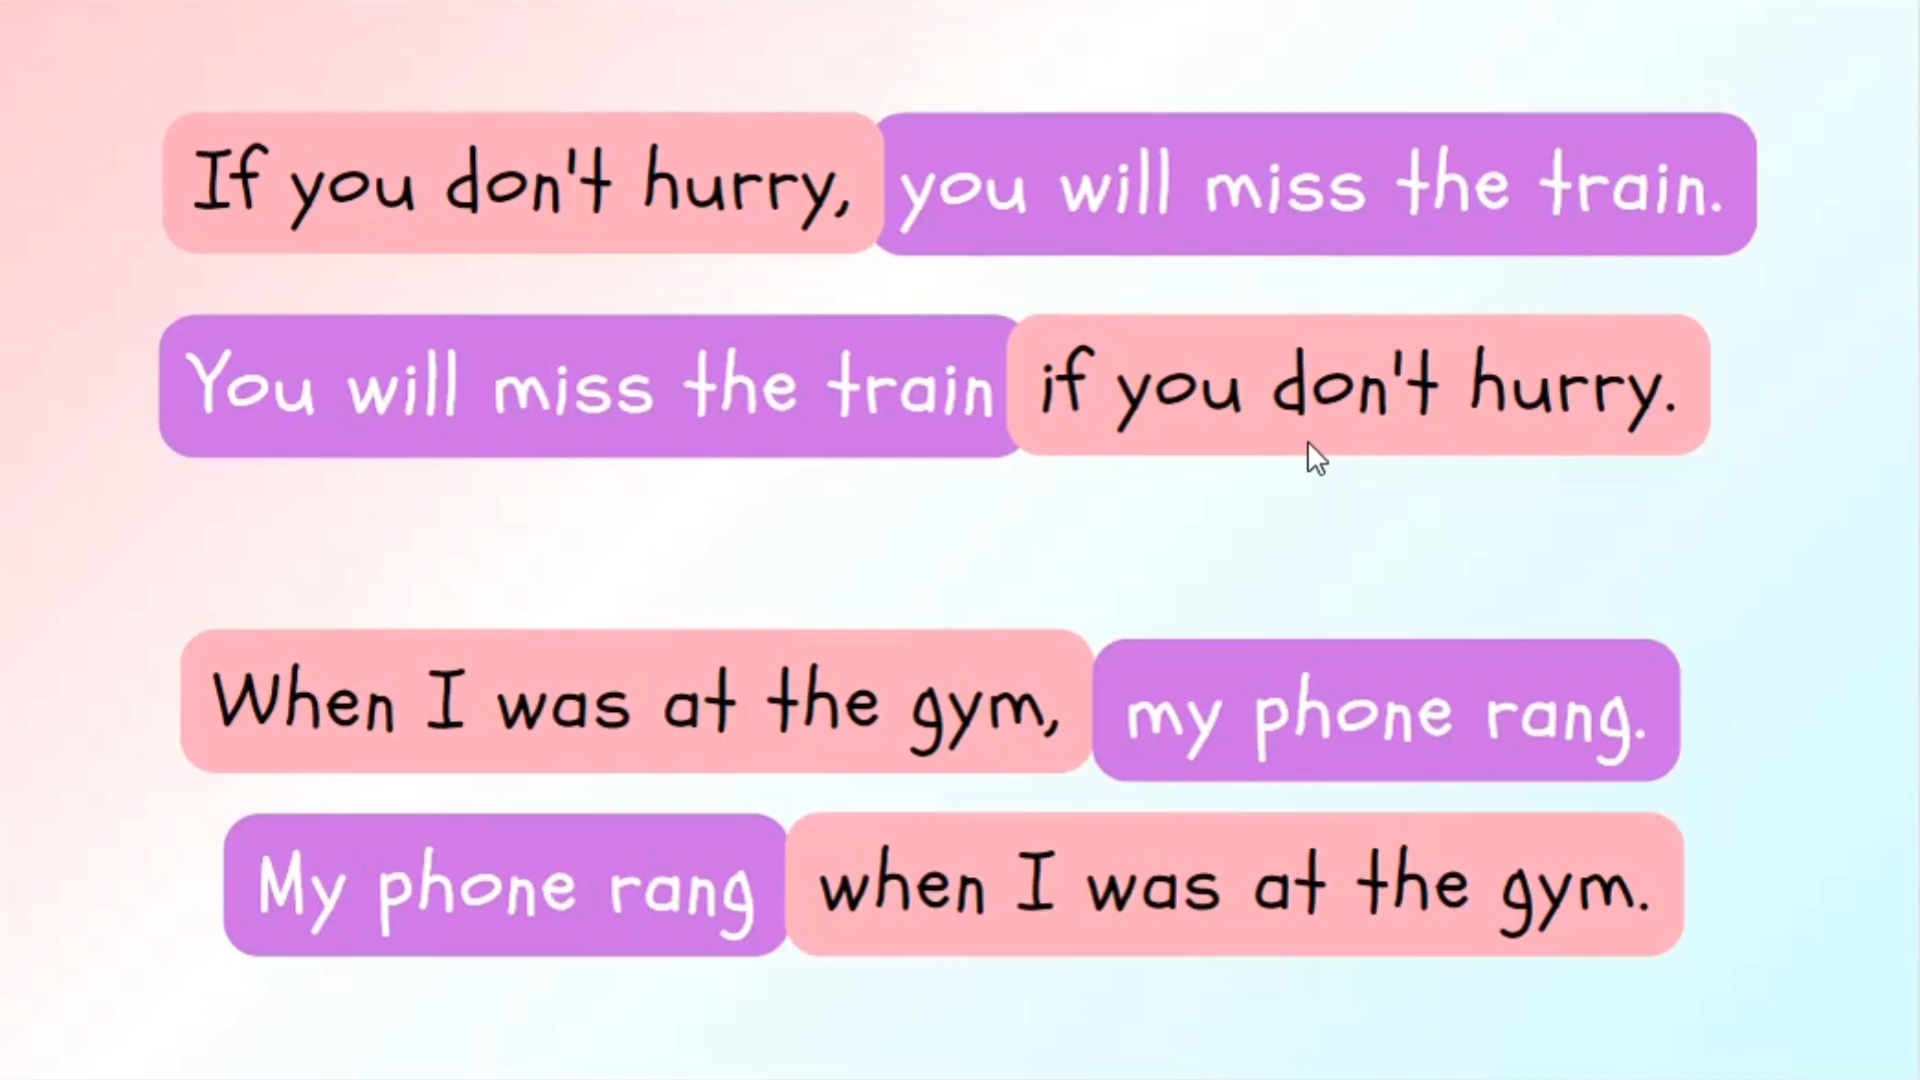 If you don't hurry, you will miss the train.
You will miss the train if you don't hurry.
When I was at the gym, my phone rang.
My phone rang when I was at the gym.